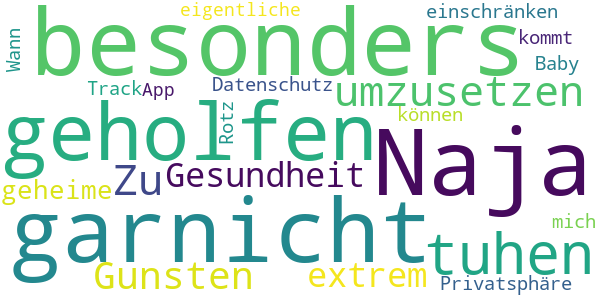 eigentliche
einschränken
Wann
besonders
kommt
Baby
Track App
Datenschutz
umzusetzen
geholfen
Rotz
können
Naja
Zu
Gesundheit
geheime
garnicht
mich
tuhen
Gunsten
extrem
Privatsphäre